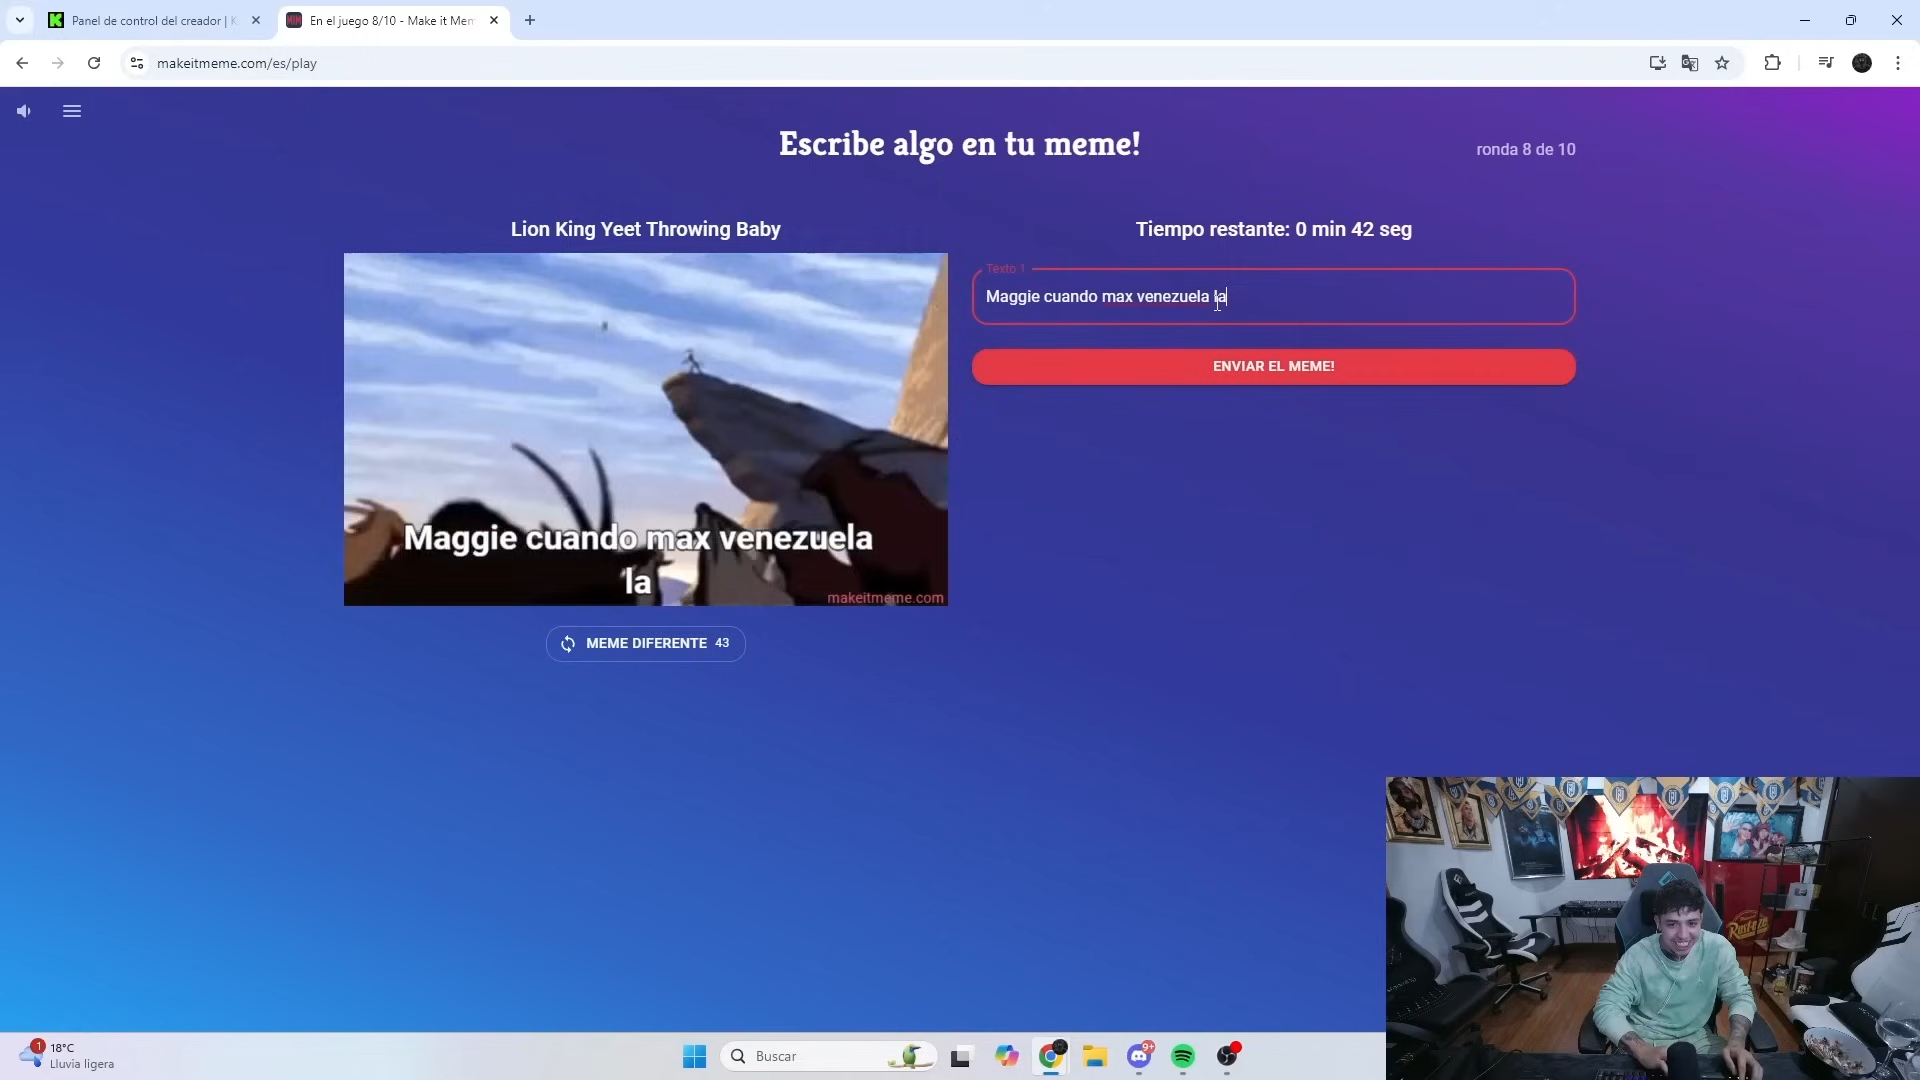 Panel de control del creador | K
En el juego 8/10 - Make it Mem
makeitmeme.com/es/play
Escribe algo en tu meme!
ronda 8 de 10
Lion King Yeet Throwing Baby
Tiempo restante: 0 min 42 seg
Texto 1
Maggie cuando max venezuela la
ENVIAR EL MEME!
Maggie cuando max venezuela
la
makeitmeme.com
MEME DIFERENTE 43
1
18°C
Lluvia ligera
Buscar
9+